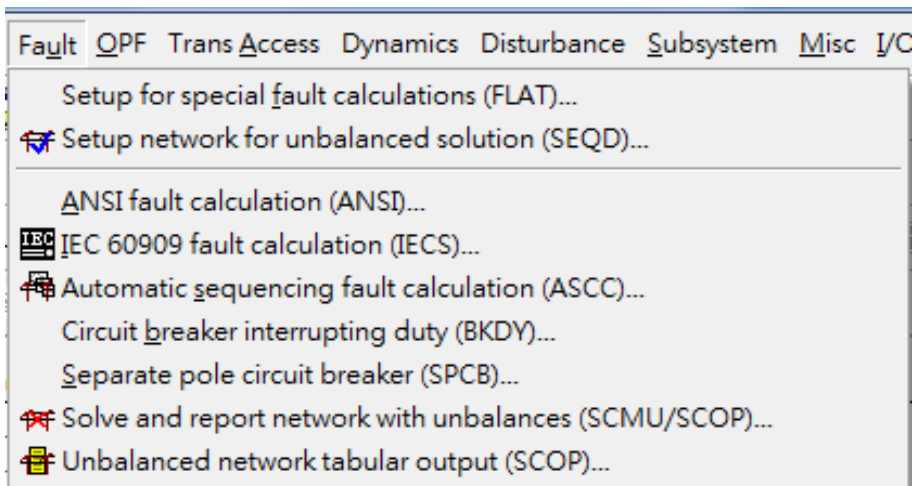 Fault OPF Trans Access Dynamics Disturbance Subsystem Misc I/O
Setup for special fault calculations (FLAT)...
Setup network for unbalanced solution (SEQD)...
ANSI fault calculation (ANSI)...
IEC IEC 60909 fault calculation (IECS)...
Automatic sequencing fault calculation (ASCC)...
Circuit breaker interrupting duty (BKDY)...
Separate pole circuit breaker (SPCB)...
Solve and report network with unbalances (SCMU/SCOP)...
Unbalanced network tabular output (SCOP)...